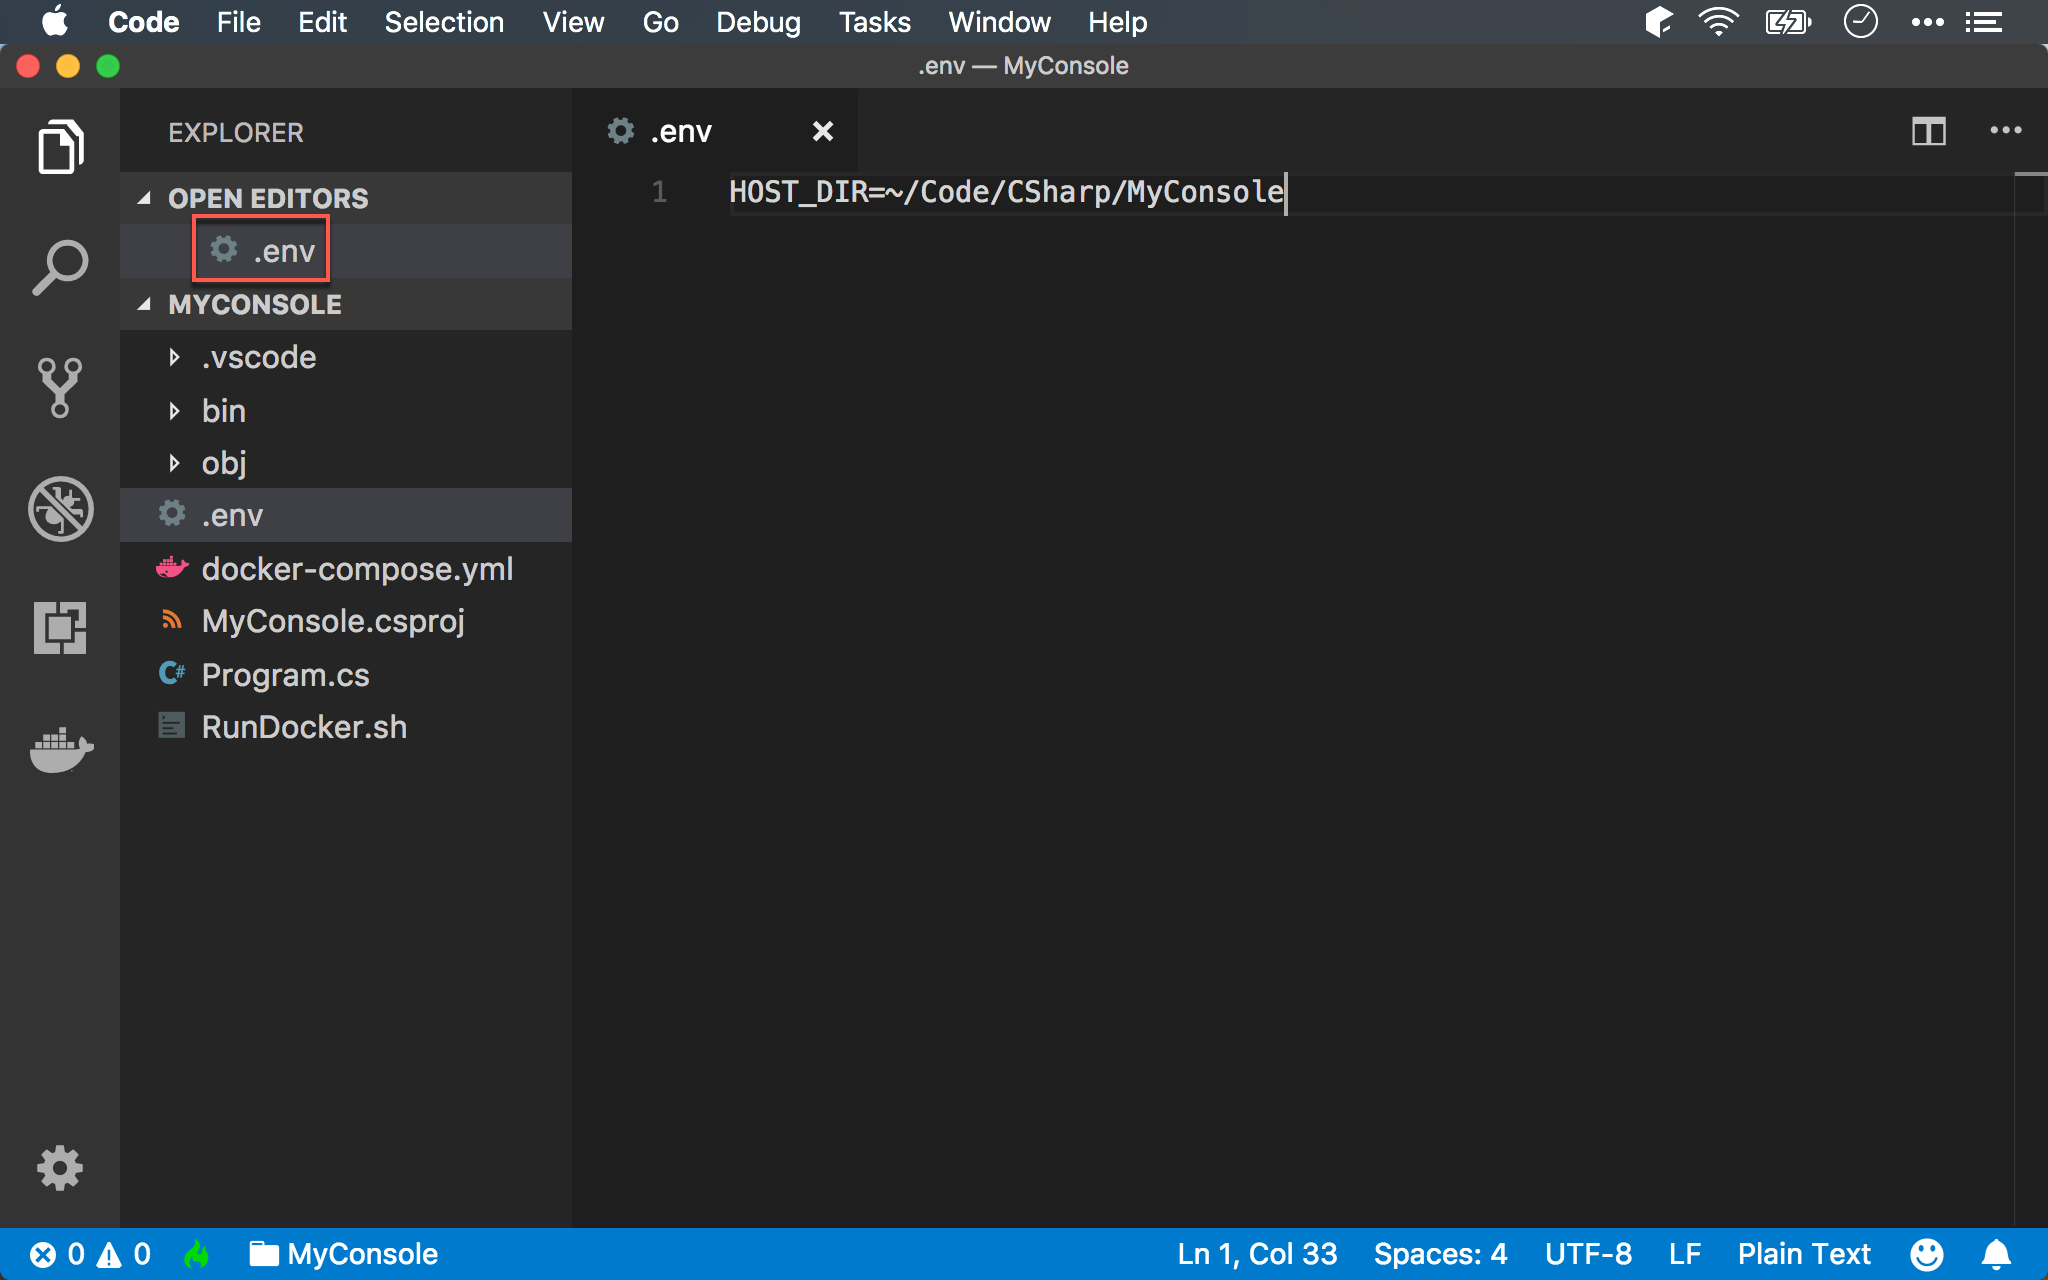 Code File Edit Selection View Go Debug Tasks Window Help
.env — MyConsole
EXPLORER
OPEN EDITORS
.env
MYCONSOLE
.vscode
bin
obj
.env
docker-compose.yml
MyConsole.csproj
C# Program.cs
RunDocker.sh
.env
1 HOST_DIR=~/Code/CSharp/MyConsole
0 0 MyConsole Ln 1, Col 33 Spaces: 4 UTF-8 LF Plain Text